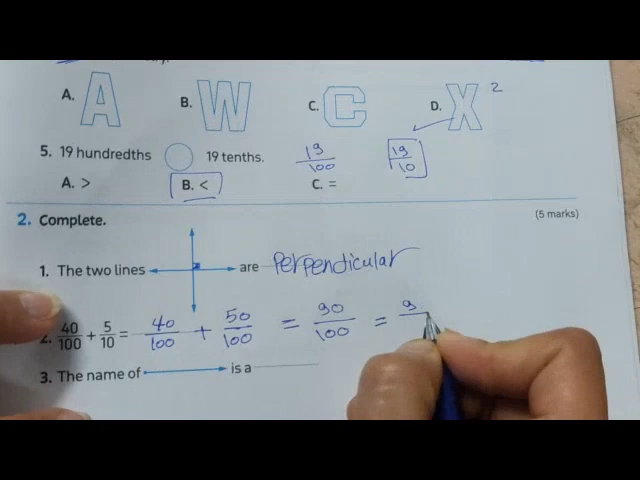 A. A B. W C. C D. X 2
5. 19 hundredths 19 tenths. 19/100 19/10
A. > B. < C. =
2. Complete. (5 marks)
1. The two lines are Perpendicular
2. 40/100 + 5/10 = 40/100 + 50/100 = 90/100 = 9
3. The name of is a